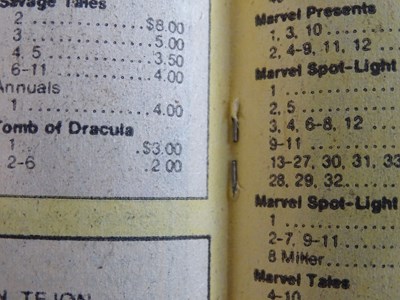 Savage Tales
2 ......$8.00
3 ......5.00
4, 5 ......3.50
6-11 ......4.00
Annuals
1 ......4.00
Tomb of Dracula
1 ......$3.00
2-6 ......2.00
Marvel Presents
1, 3, 10......
2, 4-9, 11, 12 ......
Marvel Spot-Light
1 ......
2, 5 ......
3, 4, 6-8, 12 ......
9-11 ......
13-27, 30, 31, 33
28, 29, 32......
Marvel Spot-Light
1 ......
2-7, 9-11 ......
8 Miller......
Marvel Tales
4-10